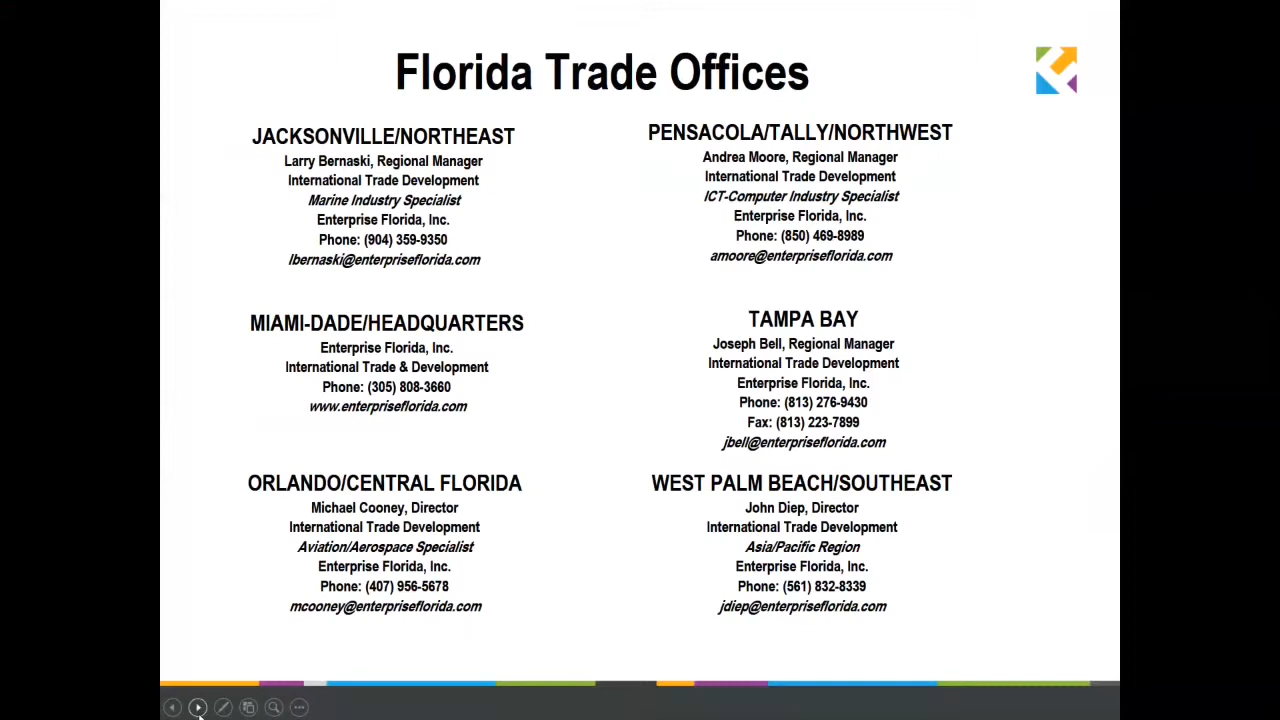 Florida Trade Offices
JACKSONVILLE/NORTHEAST
Larry Bernaski, Regional Manager
International Trade Development
Marine Industry Specialist
Enterprise Florida, Inc.
Phone: (904) 359-9350
lbernaski@enterpriseflorida.com
PENSACOLA/TALLY/NORTHWEST
Andrea Moore, Regional Manager
International Trade Development
ICT-Computer Industry Specialist
Enterprise Florida, Inc.
Phone: (850) 469-8989
amoore@enterpriseflorida.com
MIAMI-DADE/HEADQUARTERS
Enterprise Florida, Inc.
International Trade & Development
Phone: (305) 808-3660
www.enterpriseflorida.com
TAMPA BAY
Joseph Bell, Regional Manager
International Trade Development
Enterprise Florida, Inc.
Phone: (813) 276-9430
Fax: (813) 223-7899
jbell@enterpriseflorida.com
ORLANDO/CENTRAL FLORIDA
Michael Cooney, Director
International Trade Development
Aviation/Aerospace Specialist
Enterprise Florida, Inc.
Phone: (407) 956-5678
mcooney@enterpriseflorida.com
WEST PALM BEACH/SOUTHEAST
John Diep, Director
International Trade Development
Asia/Pacific Region
Enterprise Florida, Inc.
Phone: (561) 832-8339
jdiep@enterpriseflorida.com